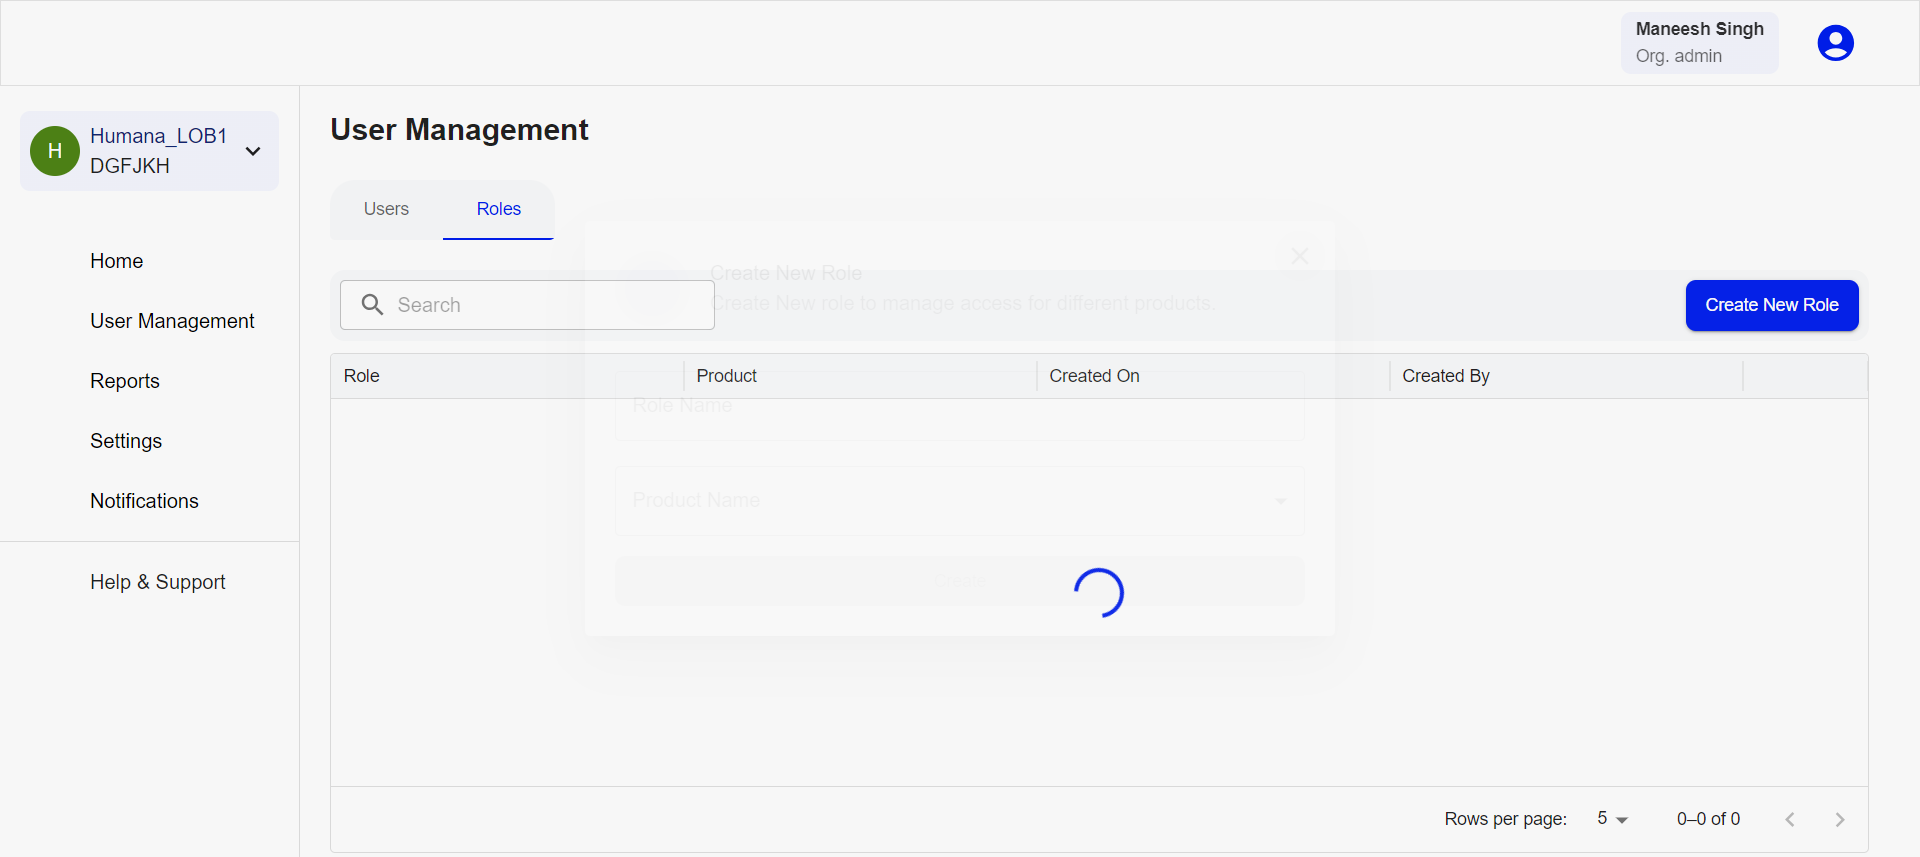 Maneesh Singh
Org. admin
H
Humana_LOB1
DGFJKH
Home
User Management
Reports
Settings
Notifications
Help & Support
User Management
Users
Roles
Create New Role
Create New role to manage access for different products.
Search
Create New Role
Role
Product
Created On
Created By
Role Name
Product Name
Rows per page:
5
0–0 of 0